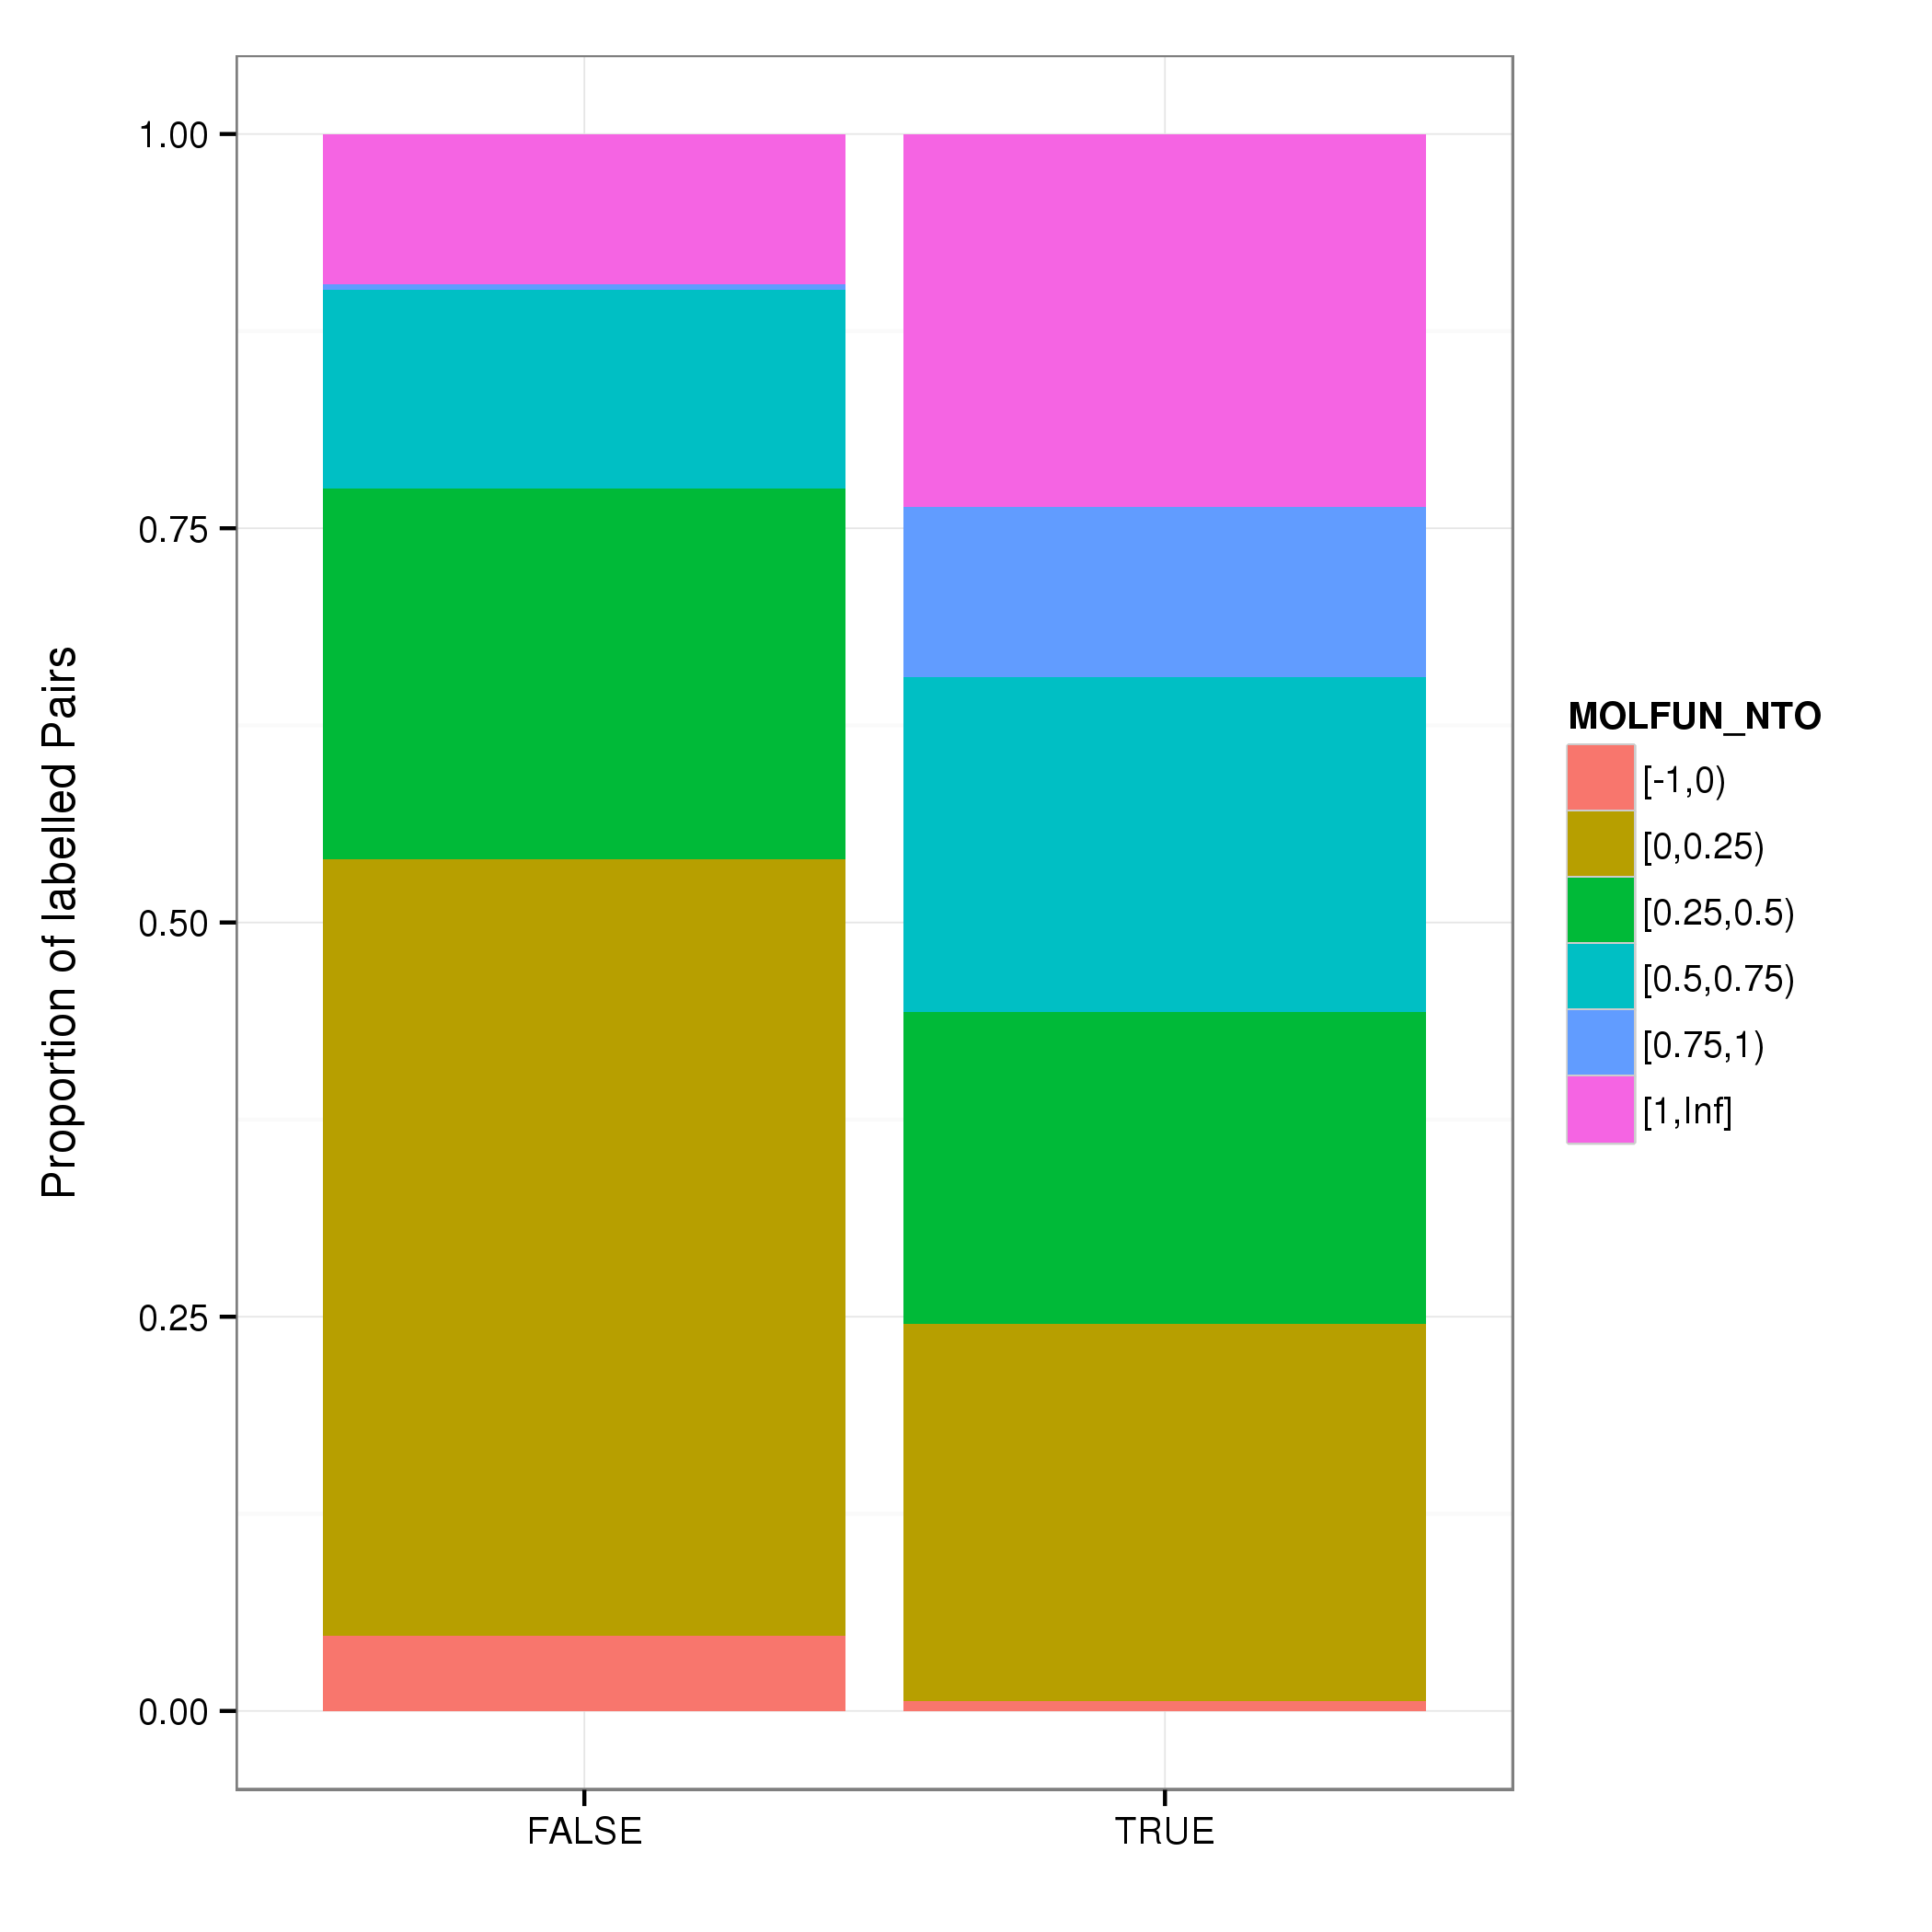 Proportion of labelled Pairs
1.00
0.75
0.50
0.25
0.00
FALSE
TRUE
MOLFUN_NTO
[-1,0)
[0,0.25)
[0.25,0.5)
[0.5,0.75)
[0.75,1)
[1,Inf]